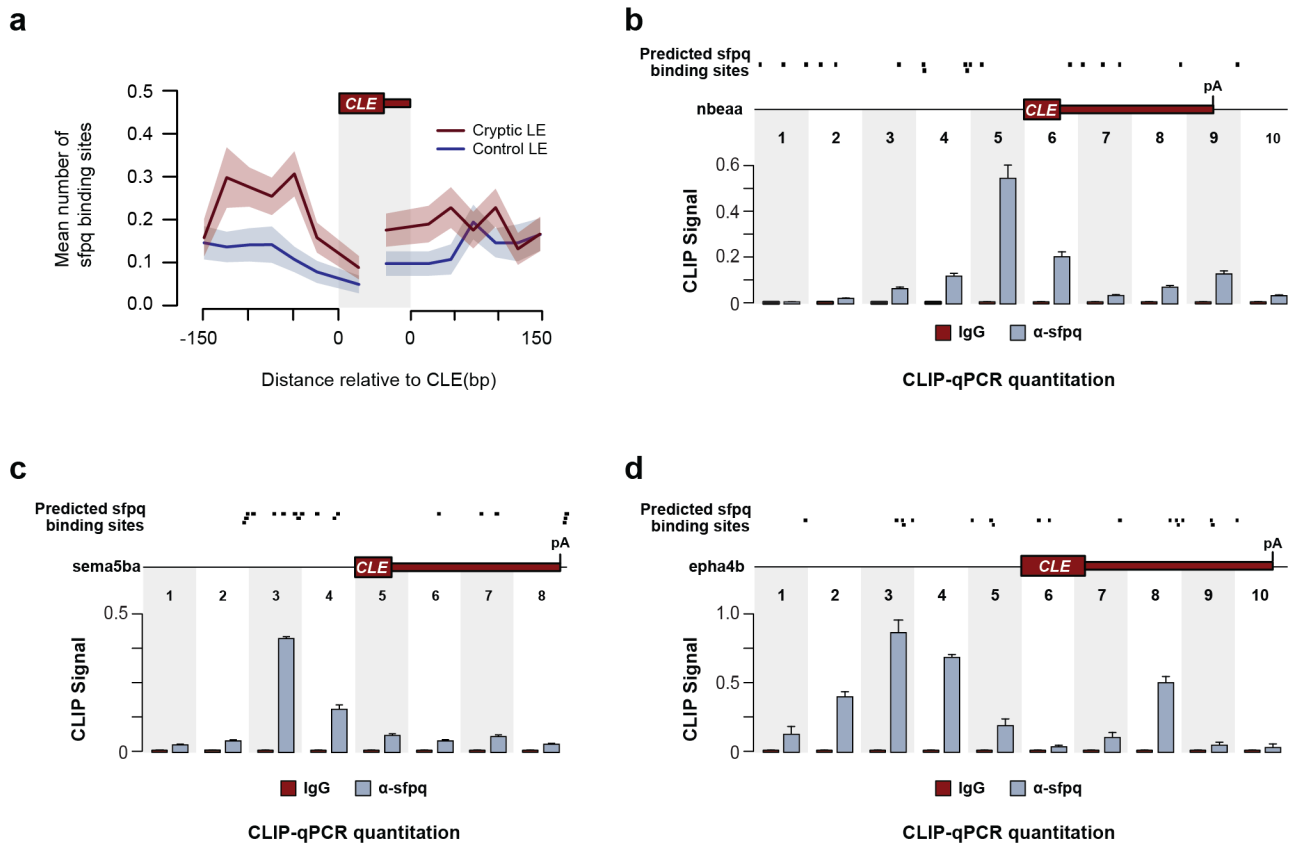 a
Mean number of
sfpq binding sites
0.5
0.4
0.3
0.2
0.1
0.0
CLE
Cryptic LE
Control LE
-150
0
0
150
Distance relative to CLE(bp)
b
Predicted sfpq
binding sites
pA
nbeaa
CLE
1 2 3 4 5 6 7 8 9 10
CLIP Signal
0.6
0.4
0.2
0
IgG
α-sfpq
CLIP-qPCR quantitation
c
Predicted sfpq
binding sites
pA
sema5ba
CLE
1 2 3 4 5 6 7 8
CLIP Signal
0.5
0
IgG
α-sfpq
CLIP-qPCR quantitation
d
Predicted sfpq
binding sites
pA
epha4b
CLE
1 2 3 4 5 6 7 8 9 10
CLIP Signal
1.0
0.5
0
IgG
α-sfpq
CLIP-qPCR quantitation